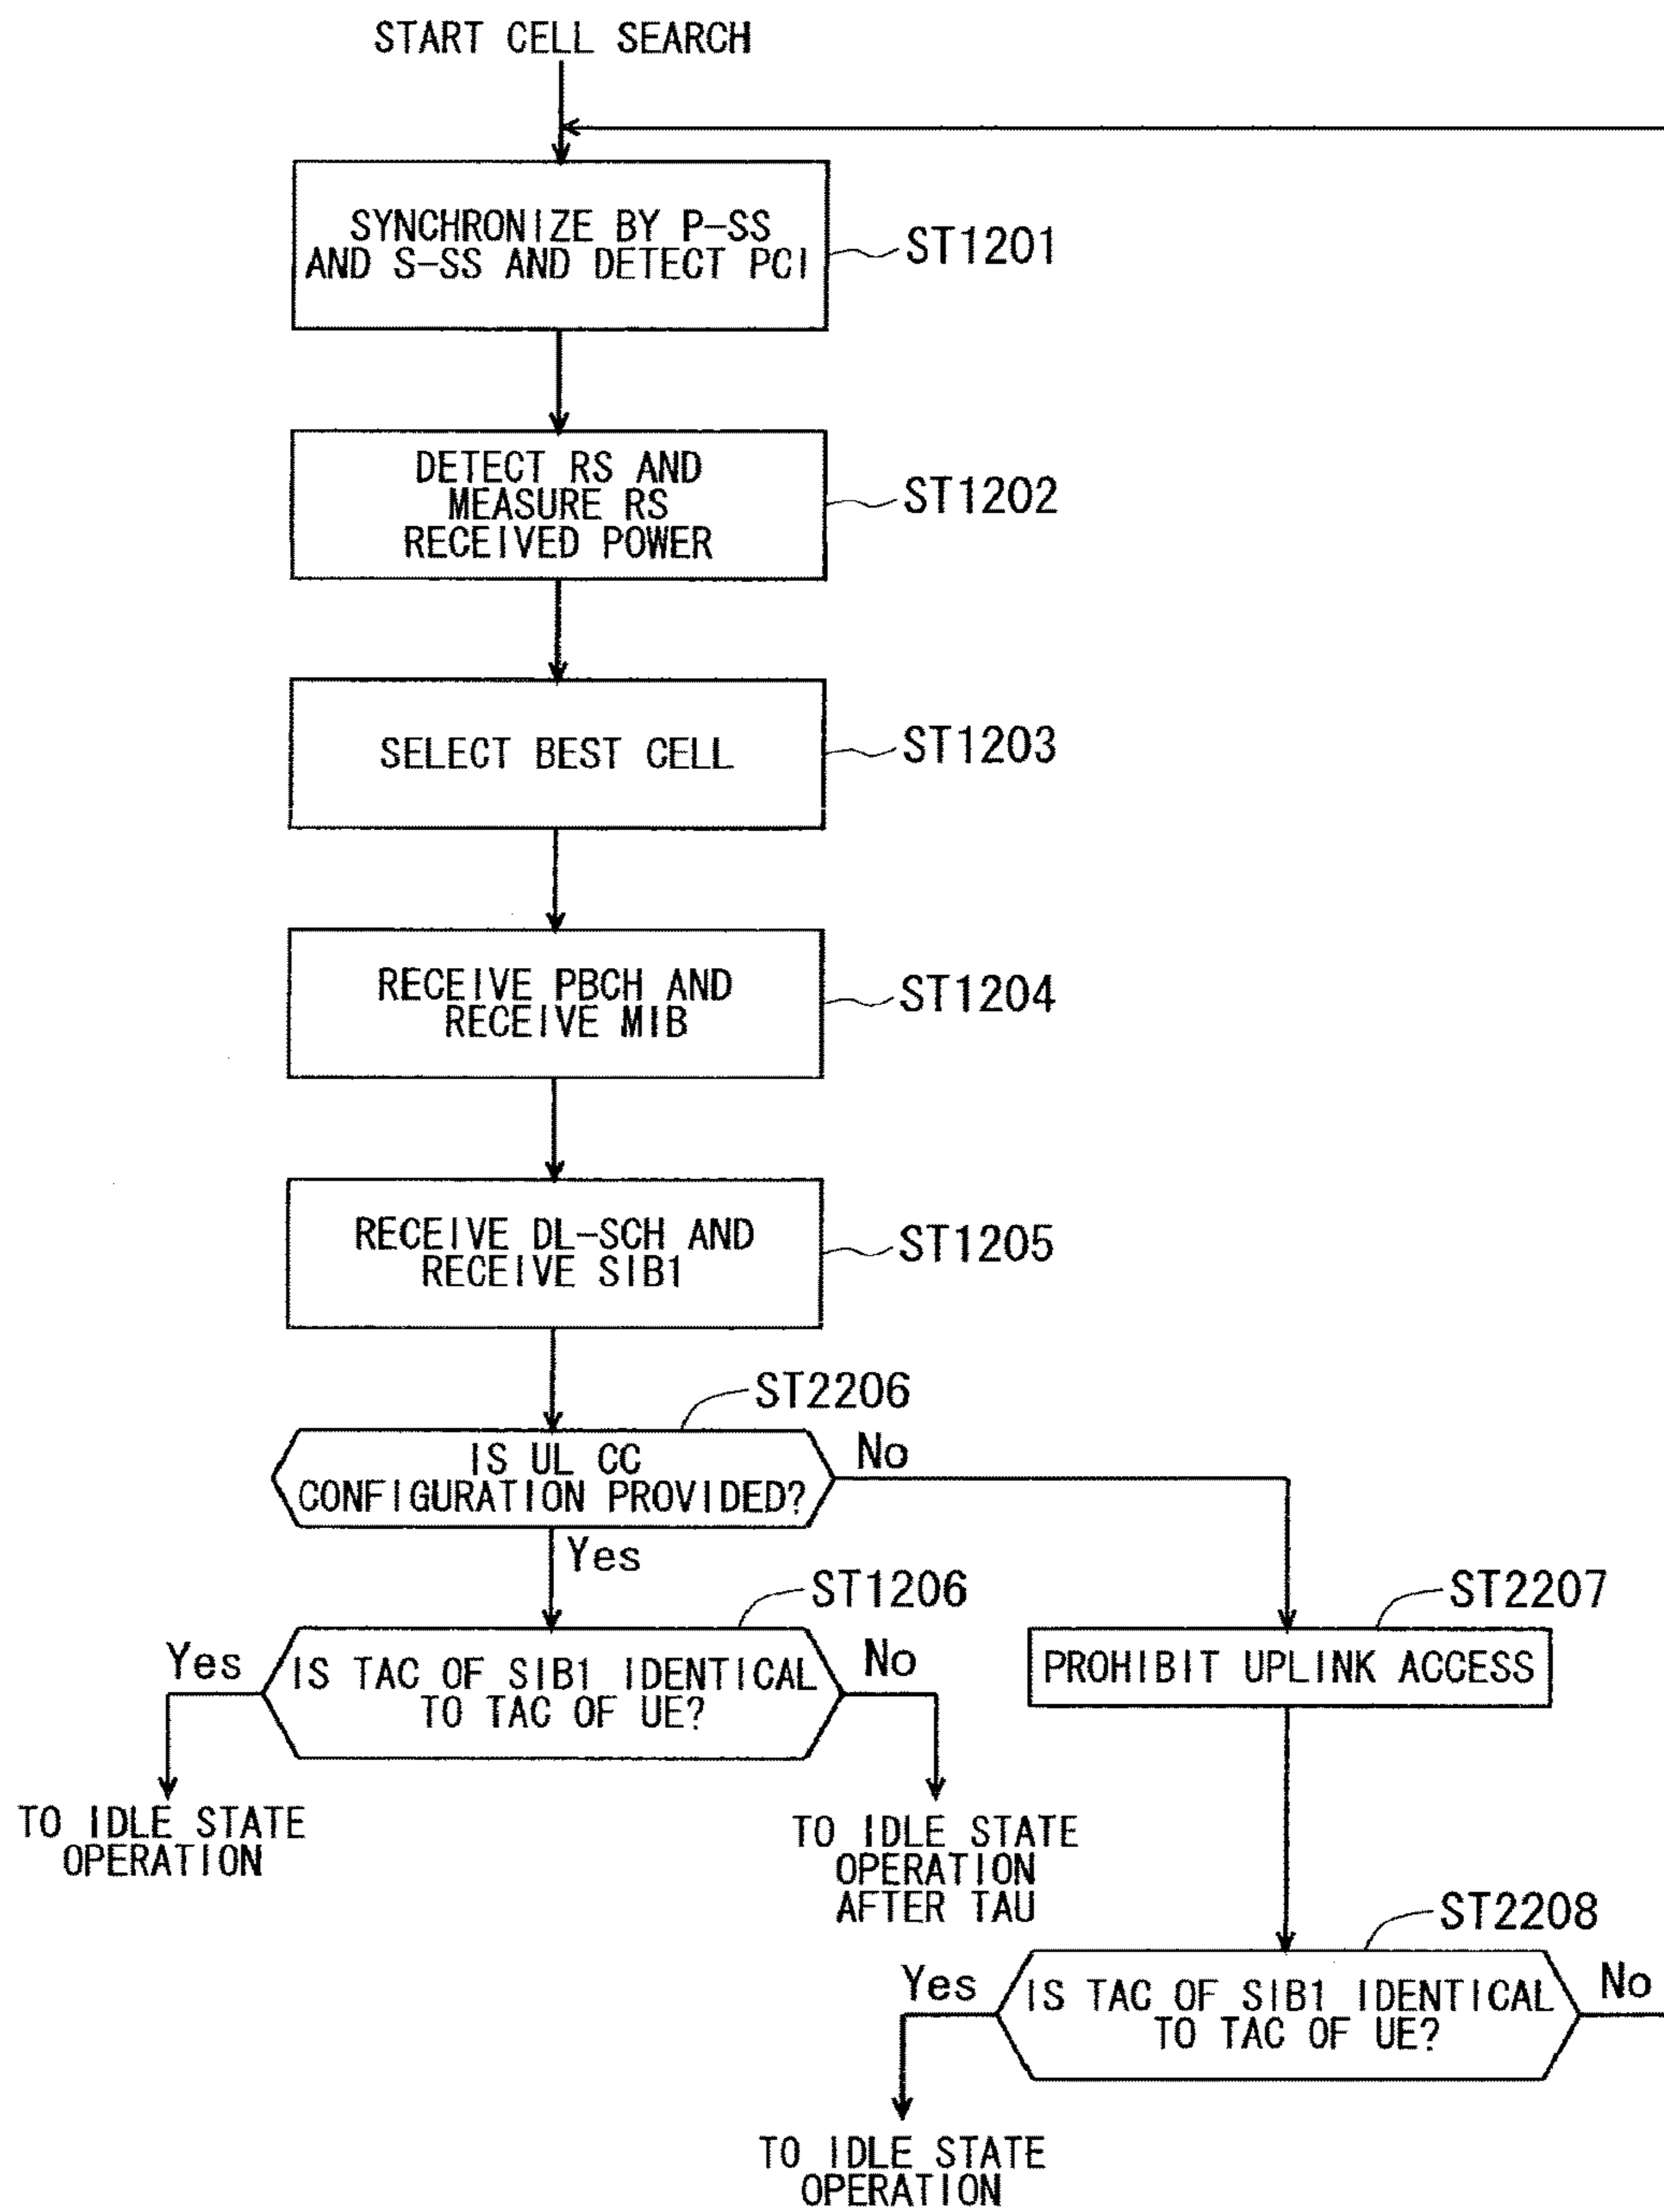 START CELL SEARCH
SYNCHRONIZE BY P-SS
AND S-SS AND DETECT PCI
ST1201
DETECT RS AND
MEASURE RS
RECEIVED POWER
ST1202
SELECT BEST CELL
ST1203
RECEIVE PBCH AND
RECEIVE MIB
ST1204
RECEIVE DL-SCH AND
RECEIVE SIB1
ST1205
ST2206
IS UL CC
CONFIGURATION PROVIDED?
No
Yes
ST1206
ST2207
Yes
IS TAC OF SIB1 IDENTICAL
TO TAC OF UE?
No
PROHIBIT UPLINK ACCESS
TO IDLE STATE
OPERATION
TO IDLE STATE
OPERATION
AFTER TAU
ST2208
Yes
IS TAC OF SIB1 IDENTICAL
TO TAC OF UE?
No
TO IDLE STATE
OPERATION